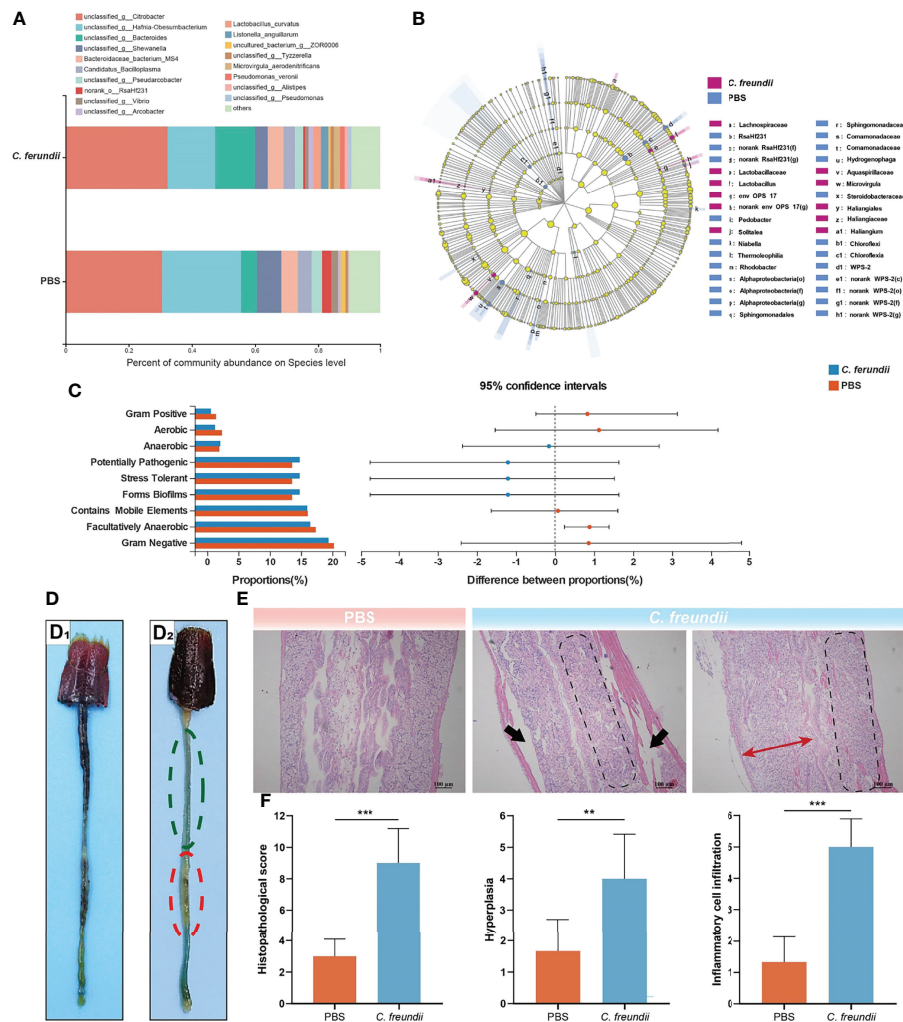 A
unclassified_g__Citrobacter
unclassified_g__Hafnia-Obesumbacterium
unclassified_g__Bacteroides
unclassified_g__Shewanella
Bacteroidaceae_bacterium_MS4
Candidatus_Bacilloplasma
unclassified_g__Pseudarcobacter
norank_o__RsaHf231
unclassified_g__Vibrio
unclassified_g__Arcobacter
Lactobacillus_curvatus
Listonella_anguillarum
uncultured_bacterium_g__ZOR0006
unclassified_g__Tyzzerella
Microvirgula_aerodenitrificans
Pseudomonas_veronii
unclassified_g__Alistipes
unclassified_g__Pseudomonas
others
C. ferundii
PBS
0 0.2 0.4 0.6 0.8 1
Percent of community abundance on Species level
B
C. freundii
PBS
Lachnospiraceae
RsaHf231
norank RsaHf231(f)
norank RsaHf231(g)
Lactobacillaceae
Lactobacillus
env OPS 17
norank env OPS 17(g)
Pedobacter
Solitalea
Niabella
Thermoleophilia
Rhodobacter
Alphaproteobacteria(o)
Alphaproteobacteria(f)
Alphaproteobacteria(g)
Sphingomonadales
r : Sphingomonadaceae
s : Comamonadaceae
t : Comamonadaceae
u : Hydrogenophaga
v : Aquaspirillaceae
w : Microvirgula
x : Steroidobacteraceae
y : Haliangiales
z : Haliangiaceae
a1 : Haliangium
b1 : Chloroflexi
c1 : Chloroflexi
d1 : WPS-2
e1 : norank WPS-2(c)
f1 : norank WPS-2(o)
g1 : norank WPS-2(f)
h1 : norank WPS-2(g)
C
C. ferundii
PBS
95% confidence intervals
Gram Positive
Aerobic
Anaerobic
Potentially Pathogenic
Stress Tolerant
Forms Biofilms
Contains Mobile Elements
Facultatively Anaerobic
Gram Negative
0 5 10 15 20
Proportions(%)
-5 -4 -3 -2 -1 0 1 2 3 4 5
Difference between proportions(%)
D
D1
D2
E
PBS
C. freundii
100 μm
100 μm
100 μm
F
Histopathological score
12
10
8
6
4
2
0
***
PBS
C. freundii
Hyperplasia
6
5
4
3
2
1
0
**
PBS
C. freundii
Inflammatory cell infiltration
6
5
4
3
2
1
0
***
PBS
C. freundii